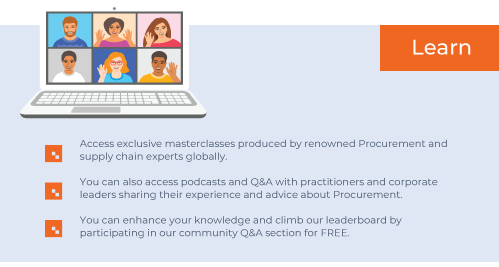 Learn
Access exclusive masterclasses produced by renowned Procurement and
supply chain experts globally.
You can also access podcasts and Q&A with practitioners and corporate
leaders sharing their experience and advice about Procurement.
You can enhance your knowledge and climb our leaderboard by
participating in our community Q&A section for FREE.